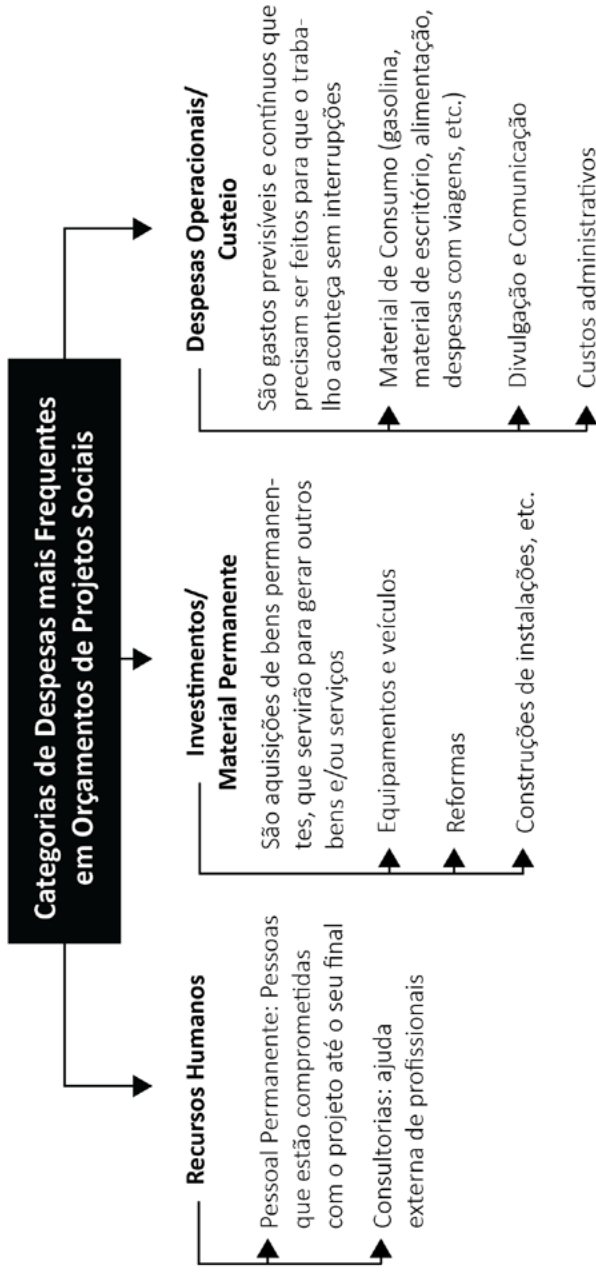 Categorias de Despesas mais Frequentes
em Orçamentos de Projetos Sociais
Recursos Humanos
Pessoal Permanente: Pessoas
que estão comprometidas
com o projeto até o seu final
Consultorias: ajuda
externa de profissionais
Investimentos/
Material Permanente
São aquisições de bens permanen-
tes, que servirão para gerar outros
bens e/ou serviços
Equipamentos e veículos
Reformas
Construções de instalações, etc.
Despesas Operacionais/
Custeio
São gastos previsíveis e contínuos que
precisam ser feitos para que o traba-
lho aconteça sem interrupções
Material de Consumo (gasolina,
material de escritório, alimentação,
despesas com viagens, etc.)
Divulgação e Comunicação
Custos administrativos